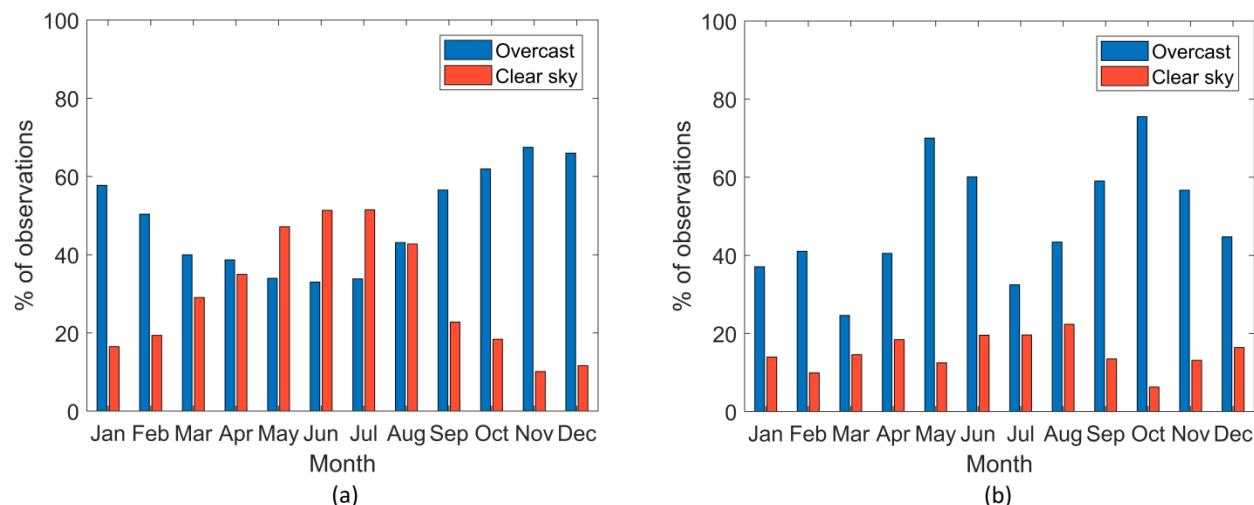 100
80
60
40
20
0
% of observations
Overcast
Clear sky
Jan Feb Mar Apr May Jun Jul Aug Sep Oct Nov Dec
Month
(a)
100
80
60
40
20
0
% of observations
Overcast
Clear sky
Jan Feb Mar Apr May Jun Jul Aug Sep Oct Nov Dec
Month
(b)